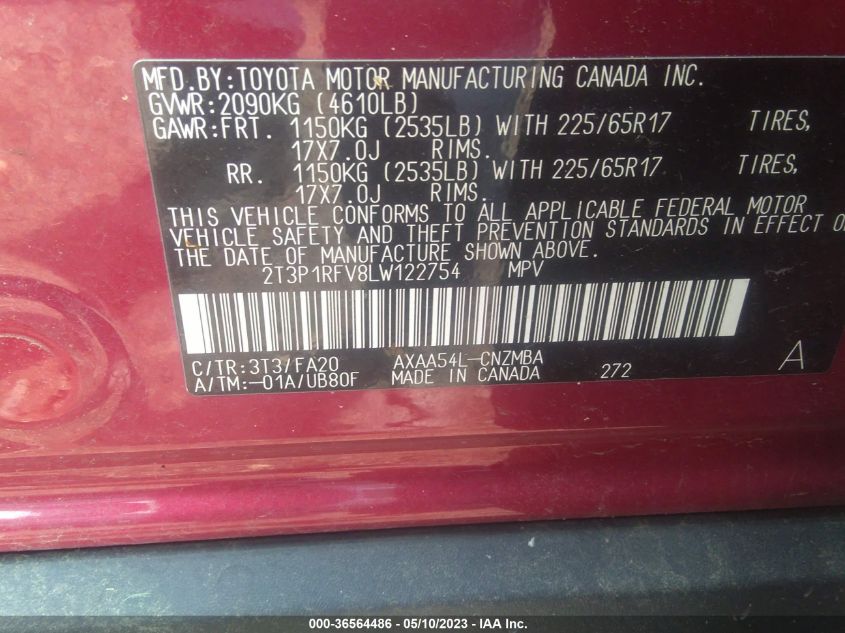 MFD.BY:TOYOTA MOTOR MANUFACTURING CANADA INC.
GVWR:2090KG (4610LB)
GAWR:FRT. 1150KG (2535LB) WITH 225/65R17 TIRES,
17X7.0J RIMS.
RR. 1150KG (2535LB) WITH 225/65R17 TIRES,
17X7.0J RIMS.
THIS VEHICLE CONFORMS TO ALL APPLICABLE FEDERAL MOTOR
VEHICLE SAFETY AND THEFT PREVENTION STANDARDS IN EFFECT
THE DATE OF MANUFACTURE SHOWN ABOVE.
2T3P1RFV8LW122754 MPV
C/TR:3T3/FA20 AXAA54L-CNZMBA
A/TM:-01A/UB80F MADE IN CANADA 272 A
000-36564486 - 05/10/2023 - IAA Inc.